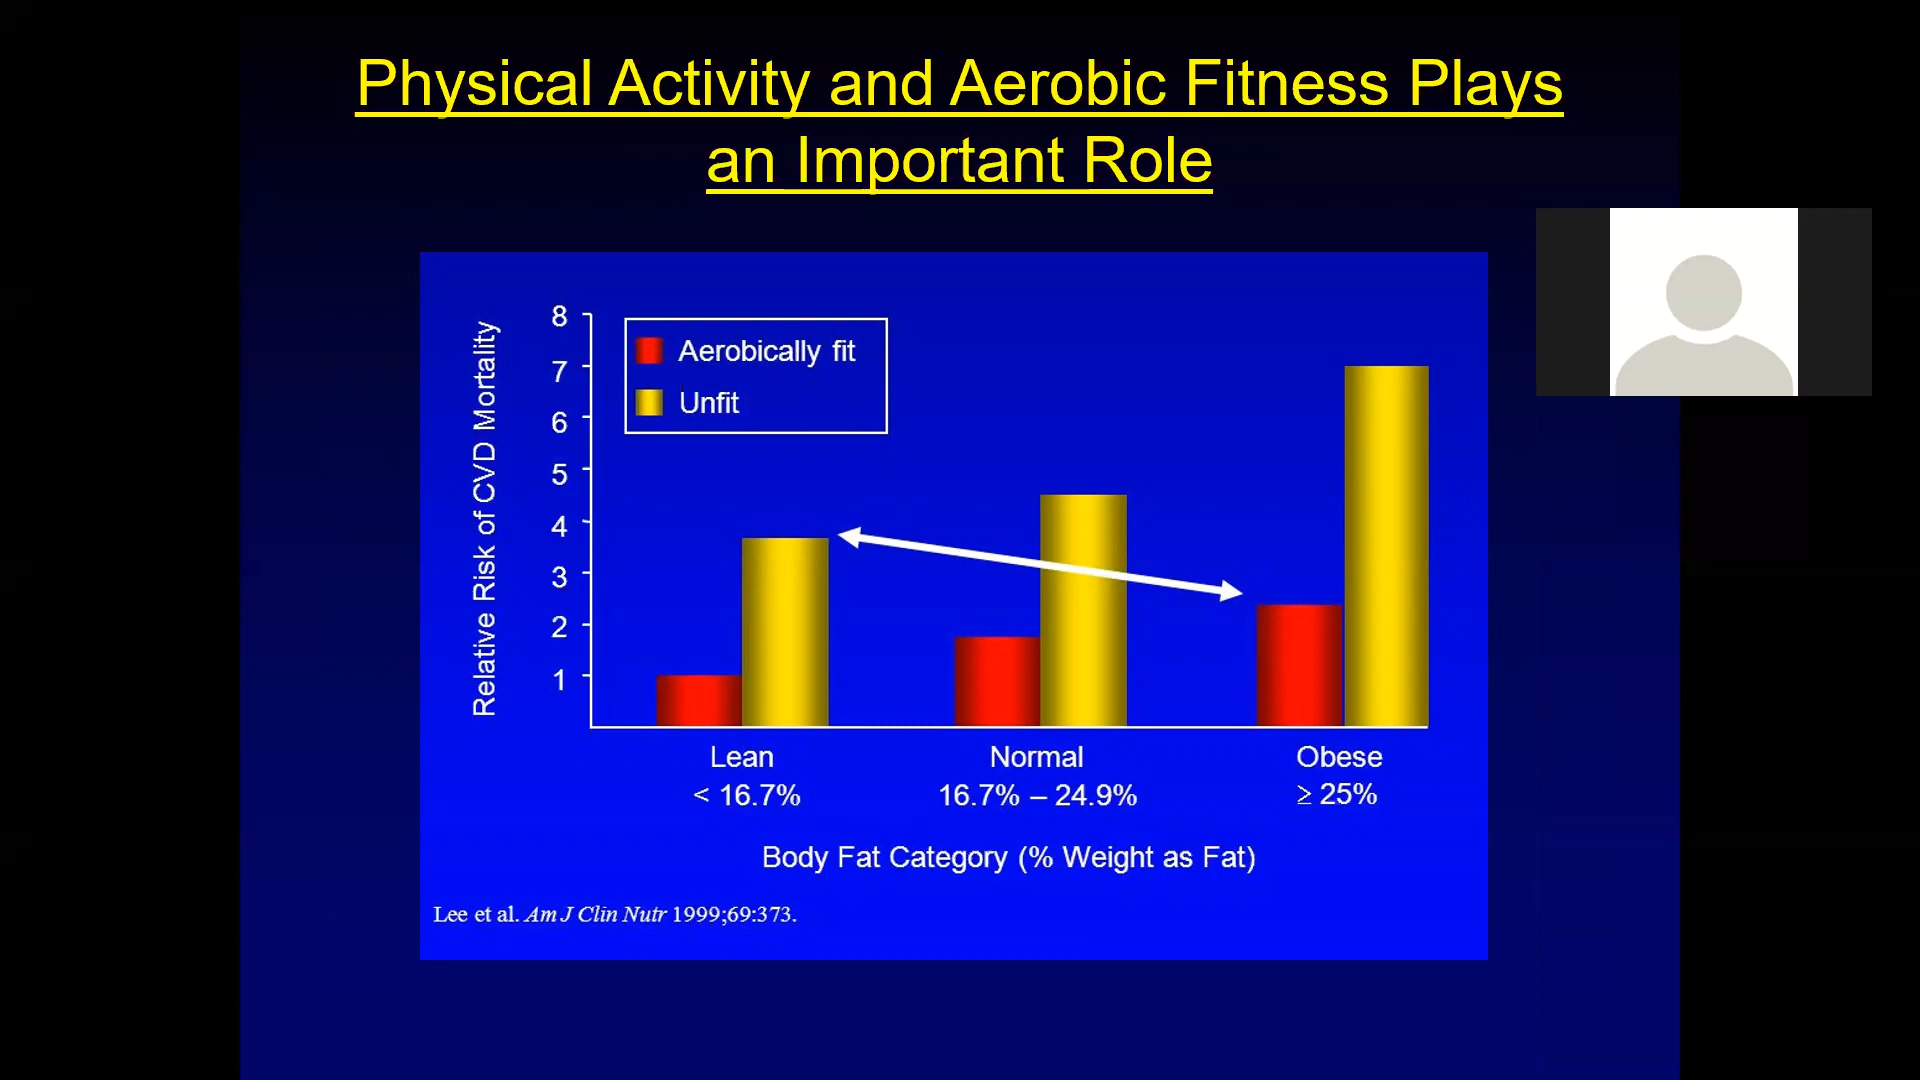 Physical Activity and Aerobic Fitness Plays
an Important Role
Relative Risk of CVD Mortality
8
7
6
5
4
3
2
1
Aerobically fit
Unfit
Lean
< 16.7%
Normal
16.7% – 24.9%
Obese
≥ 25%
Body Fat Category (% Weight as Fat)
Lee et al. Am J Clin Nutr 1999;69:373.